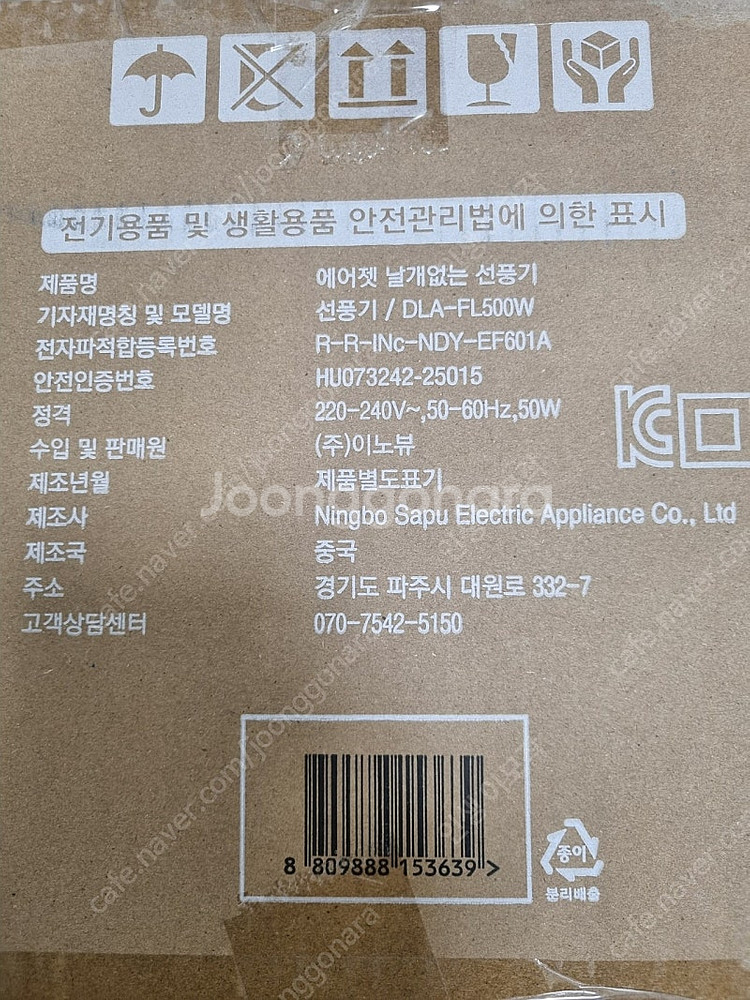 전기용품 및 생활용품 안전관리법에 의한 표시
제품명 에어젯 날개없는 선풍기
기자재명칭 및 모델명 선풍기 / DLA-FL500W
전자파적합등록번호 R-R-INc-NDY-EF601A
안전인증번호 HU073242-25015
정격 220-240V~,50-60Hz,50W
수입 및 판매원 (주)이노뷰
제조년월 제품별도표기
제조사 Ningbo Sapu Electric Appliance Co., Ltd
제조국 중국
주소 경기도 파주시 대원로 332-7
고객상담센터 070-7542-5150
Joonggonara
cafe.naver.com/joonggonara
8 809888 153639 >
종이
분리배출